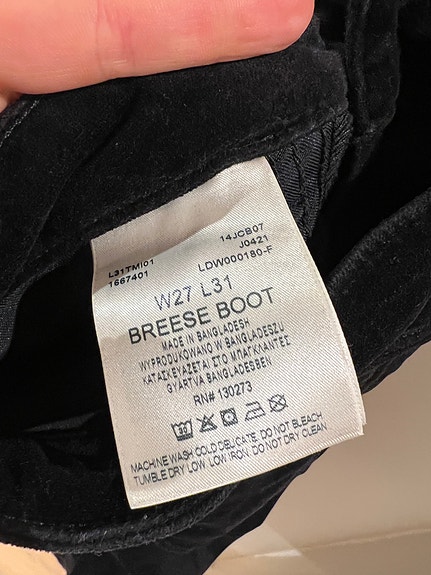 14JCB07
L31TMI01 J0421
1667401 LDW000180-F
W27 L31
BREESE BOOT
MADE IN BANGLADESH
WYPRODUKOWANO W BANGLADESZU
ΚΑΤΑΣΚΕΥΑΖΕΤΑΙ ΣΤΟ ΜΠΑΓΚΛΑΝΤΕΣ
GYÁRTVA BANGLADESBEN
RN# 130273
MACHINE WASH COLD DELICATE. DO NOT BLEACH
TUMBLE DRY LOW. LOW IRON. DO NOT DRY CLEAN